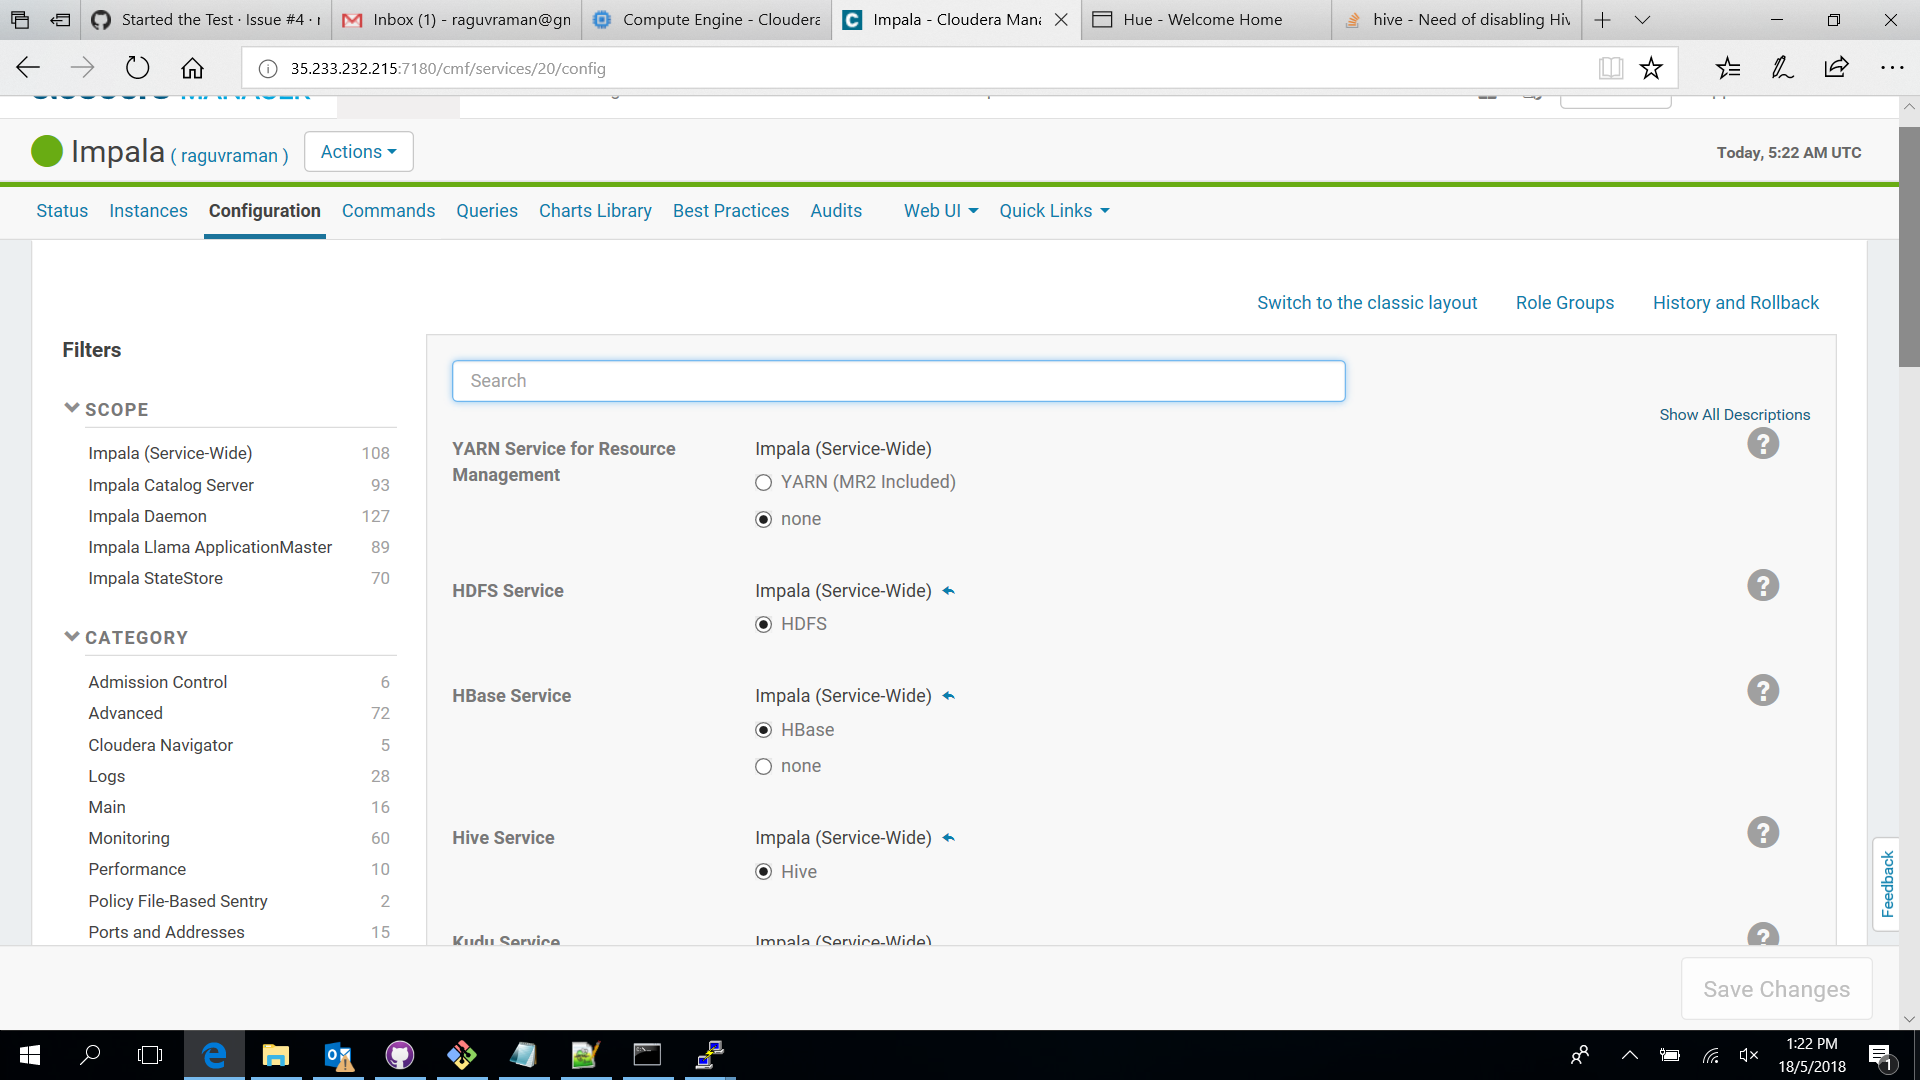 Started the Test · Issue #4 · r
Inbox (1) - raguvraman@gn
Compute Engine - Cloudera
Impala - Cloudera Mana
Hue - Welcome Home
hive - Need of disabling Hiv
35.233.232.215:7180/cmf/services/20/config
Impala ( raguvraman ) Actions
Today, 5:22 AM UTC
Status Instances Configuration Commands Queries Charts Library Best Practices Audits Web UI Quick Links
Switch to the classic layout Role Groups History and Rollback
Filters
Search
Show All Descriptions
SCOPE
Impala (Service-Wide) 108
Impala Catalog Server 93
Impala Daemon 127
Impala Llama ApplicationMaster 89
Impala StateStore 70
CATEGORY
Admission Control 6
Advanced 72
Cloudera Navigator 5
Logs 28
Main 16
Monitoring 60
Performance 10
Policy File-Based Sentry 2
Ports and Addresses 15
YARN Service for Resource
Management
Impala (Service-Wide)
YARN (MR2 Included)
none
HDFS Service
Impala (Service-Wide)
HDFS
HBase Service
Impala (Service-Wide)
HBase
none
Hive Service
Impala (Service-Wide)
Hive
Kudu Service
Impala (Service-Wide)
Feedback
Save Changes
1:22 PM
18/5/2018
1